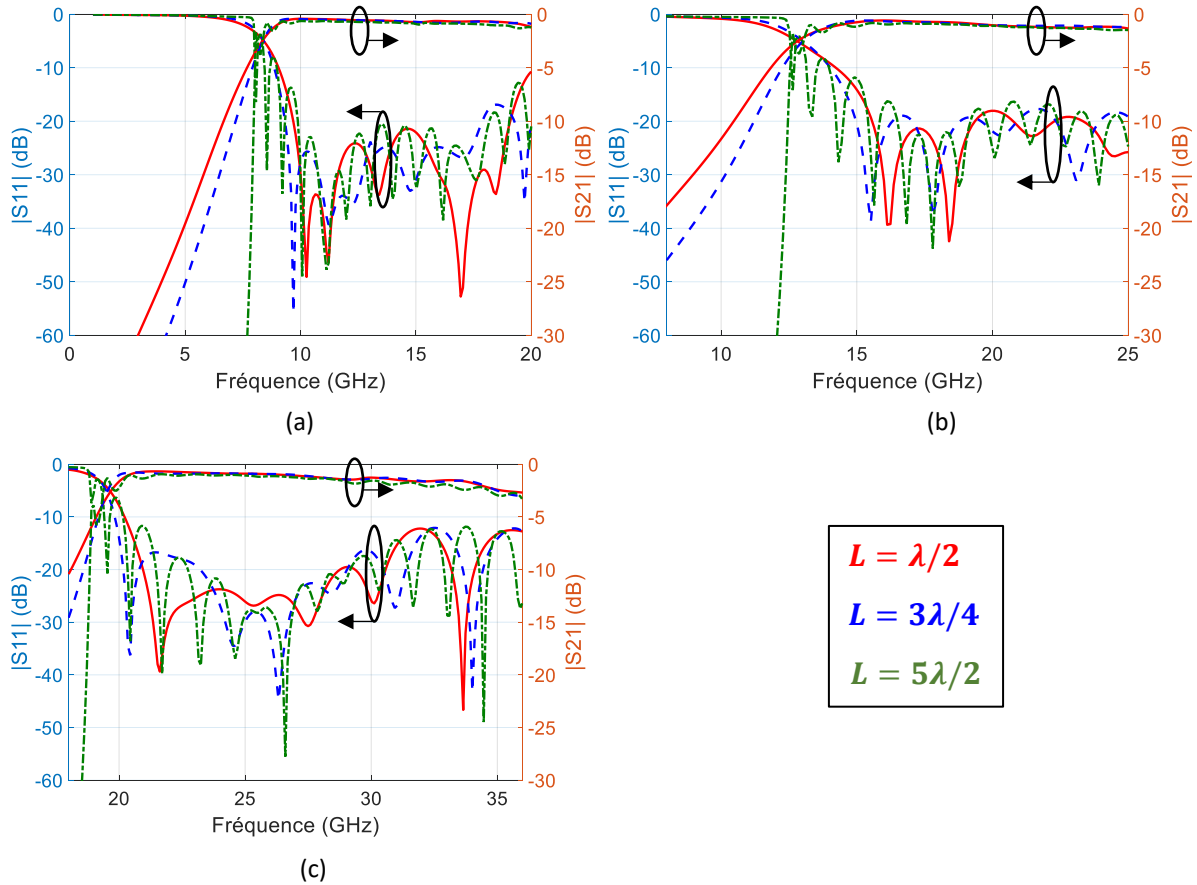 |S11| (dB)
0
-10
-20
-30
-40
-50
-60
0
-5
-10
-15
-20
-25
-30
|S21| (dB)
0 5 10 15 20
Fréquence (GHz)
(a)
|S11| (dB)
0
-10
-20
-30
-40
-50
-60
0
-5
-10
-15
-20
-25
-30
|S21| (dB)
10 15 20 25
Fréquence (GHz)
(b)
|S11| (dB)
0
-10
-20
-30
-40
-50
-60
0
-5
-10
-15
-20
-25
-30
|S21| (dB)
20 25 30 35
Fréquence (GHz)
(c)
L = λ/2
L = 3λ/4
L = 5λ/2